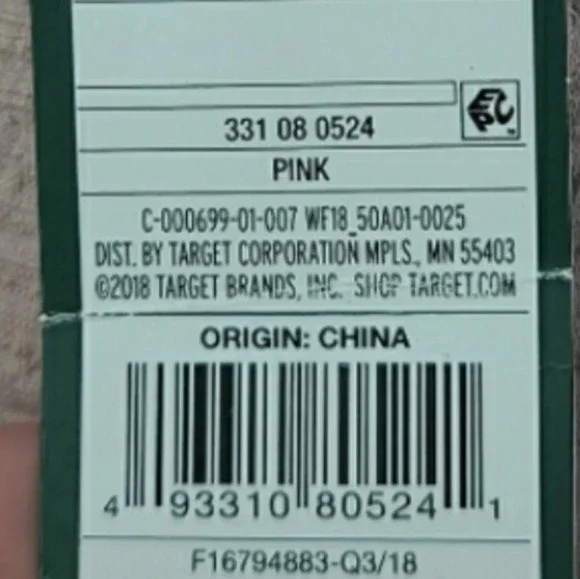 EPC™
331 08 0524
PINK
C-000699-01-007 WF18_50A01-0025
DIST. BY TARGET CORPORATION MPLS., MN 55403
©2018 TARGET BRANDS, INC. SHOP TARGET.COM
ORIGIN: CHINA
4 93310 80524 1
F16794883-Q3/18